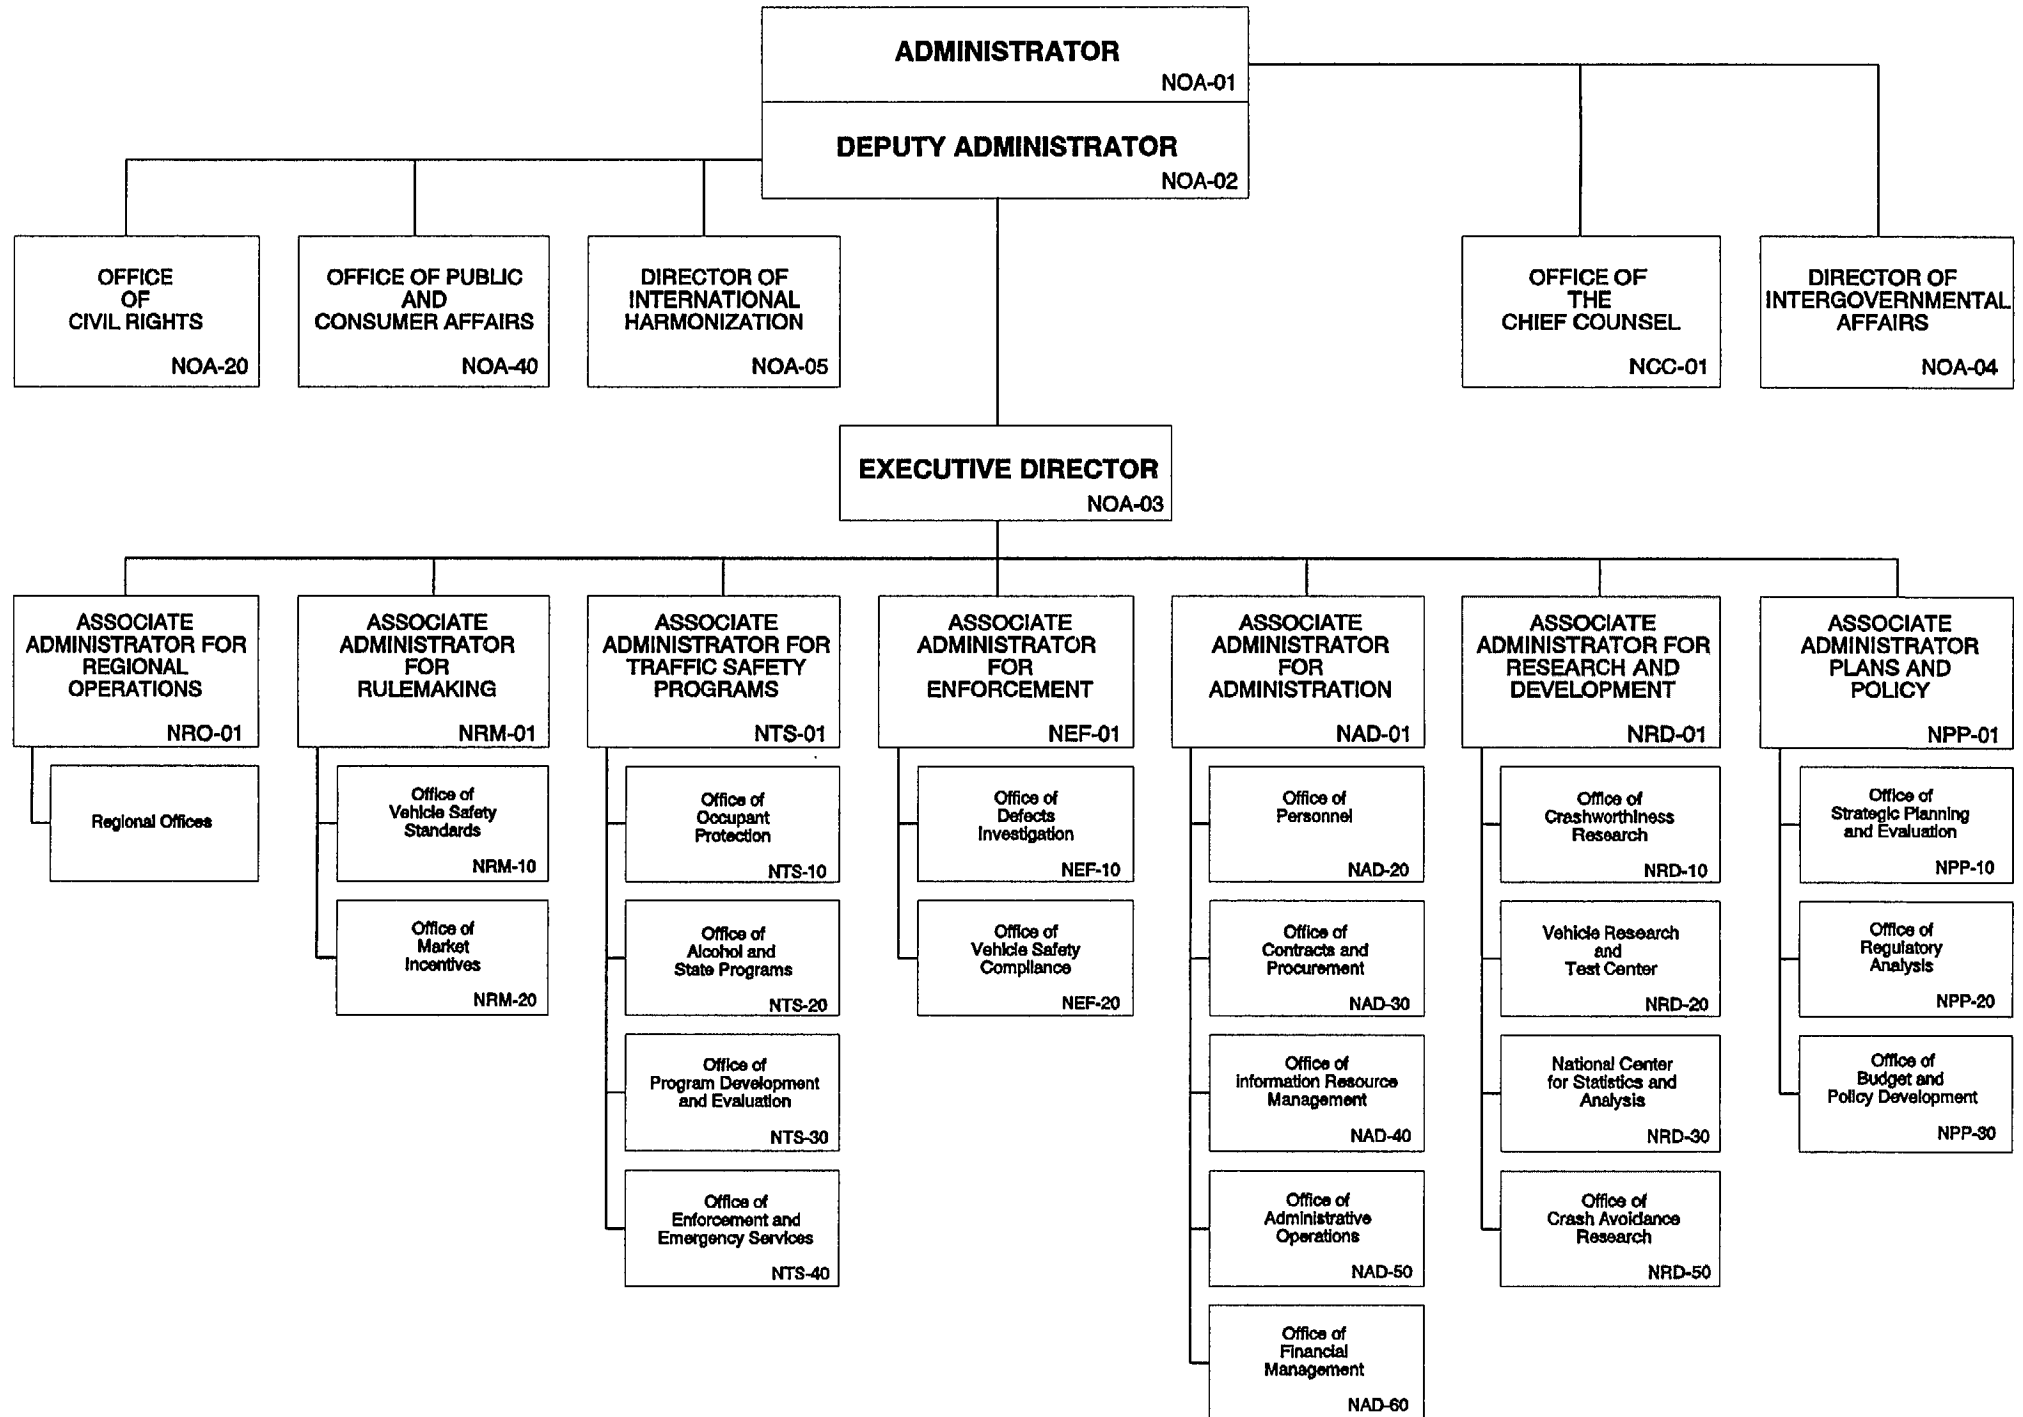 ADMINISTRATOR
NOA-01
DEPUTY ADMINISTRATOR
NOA-02
OFFICE
OF
CIVIL RIGHTS
NOA-20
OFFICE OF PUBLIC
AND
CONSUMER AFFAIRS
NOA-40
DIRECTOR OF
INTERNATIONAL
HARMONIZATION
NOA-05
OFFICE OF
THE
CHIEF COUNSEL
NCC-01
DIRECTOR OF
INTERGOVERNMENTAL
AFFAIRS
NOA-04
EXECUTIVE DIRECTOR
NOA-03
ASSOCIATE
ADMINISTRATOR FOR
REGIONAL
OPERATIONS
NRO-01
Regional Offices
ASSOCIATE
ADMINISTRATOR
FOR
RULEMAKING
NRM-01
Office of
Vehicle Safety
Standards
NRM-10
Office of
Market
Incentives
NRM-20
ASSOCIATE
ADMINISTRATOR FOR
TRAFFIC SAFETY
PROGRAMS
NTS-01
Office of
Occupant
Protection
NTS-10
Office of
Alcohol and
State Programs
NTS-20
Office of
Program Development
and Evaluation
NTS-30
Office of
Enforcement and
Emergency Services
NTS-40
ASSOCIATE
ADMINISTRATOR
FOR
ENFORCEMENT
NEF-01
Office of
Defects
Investigation
NEF-10
Office of
Vehicle Safety
Compliance
NEF-20
ASSOCIATE
ADMINISTRATOR
FOR
ADMINISTRATION
NAD-01
Office of
Personnel
NAD-20
Office of
Contracts and
Procurement
NAD-30
Office of
Information Resource
Management
NAD-40
Office of
Administrative
Operations
NAD-50
Office of
Financial
Management
NAD-60
ASSOCIATE
ADMINISTRATOR FOR
RESEARCH AND
DEVELOPMENT
NRD-01
Office of
Crashworthiness
Research
NRD-10
Vehicle Research
and
Test Center
NRD-20
National Center
for Statistics and
Analysis
NRD-30
Office of
Crash Avoidance
Research
NRD-50
ASSOCIATE
ADMINISTRATOR
PLANS AND
POLICY
NPP-01
Office of
Strategic Planning
and Evaluation
NPP-10
Office of
Regulatory
Analysis
NPP-20
Office of
Budget and
Policy Development
NPP-30